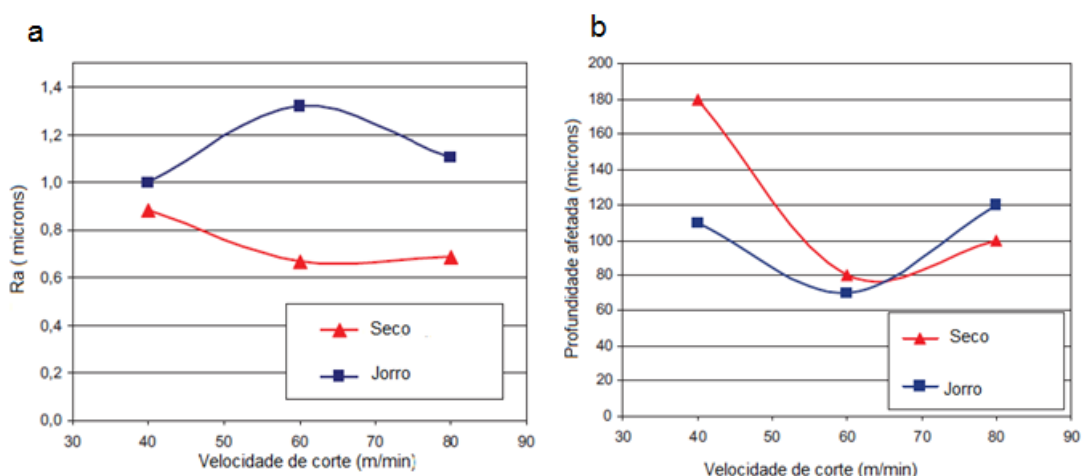 a
1,4
1,2
1,0
0,8
0,6
0,4
0,2
0,0
Ra ( microns)
Seco
Jorro
30 40 50 60 70 80 90
Velocidade de corte (m/min)
b
200
180
160
140
120
100
80
60
40
20
0
Profundidade afetada (microns)
Seco
Jorro
30 40 50 60 70 80 90
Velocidade de corte (m/min)